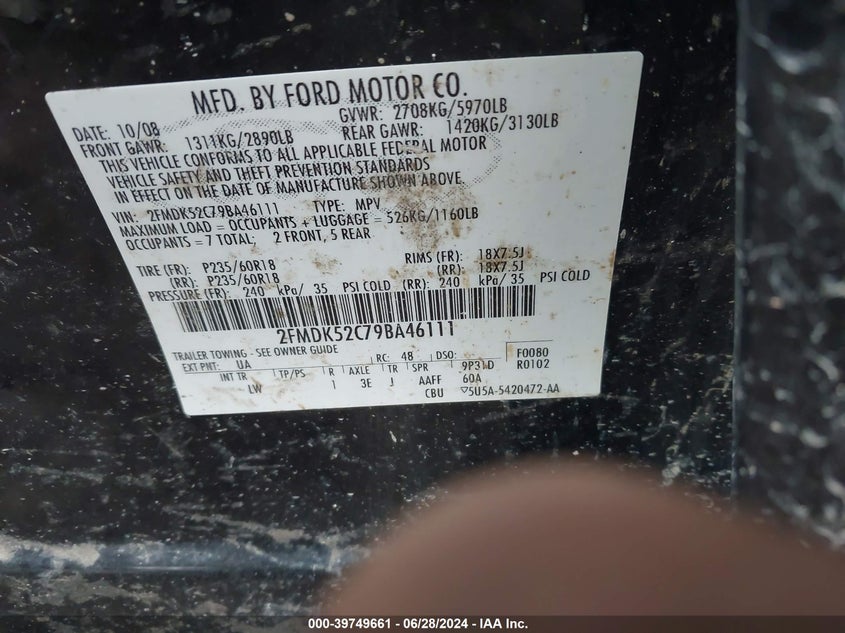 MFD. BY FORD MOTOR CO.
DATE: 10/08 GVWR: 2708KG/5970LB
FRONT GAWR: 1311KG/2890LB REAR GAWR: 1420KG/3130LB
THIS VEHICLE CONFORMS TO ALL APPLICABLE FEDERAL MOTOR
VEHICLE SAFETY AND THEFT PREVENTION STANDARDS
IN EFFECT ON THE DATE OF MANUFACTURE SHOWN ABOVE.
VIN: 2FMDK52C79BA46111 TYPE: MPV
MAXIMUM LOAD = OCCUPANTS + LUGGAGE = 526KG/1160LB
OCCUPANTS = 7 TOTAL: 2 FRONT, 5 REAR
TIRE (FR): P235/60R18 RIMS (FR): 18X7.5J
(RR): P235/60R18 (RR): 18X7.5J
PRESSURE (FR): 240 kPa/ 35 PSI COLD (RR): 240 kPa/ 35 PSI COLD
2FMDK52C79BA46111
TRAILER TOWING - SEE OWNER GUIDE
EXT PNT: UA RC: 48 DSO: 9P31D F0080
R0102
INT TR TP/PS R AXLE TR SPR
LW 1 3E J AAFF 60A
CBU ▽5U5A-5420472-AA
000-39749661 - 06/28/2024 - IAA Inc.